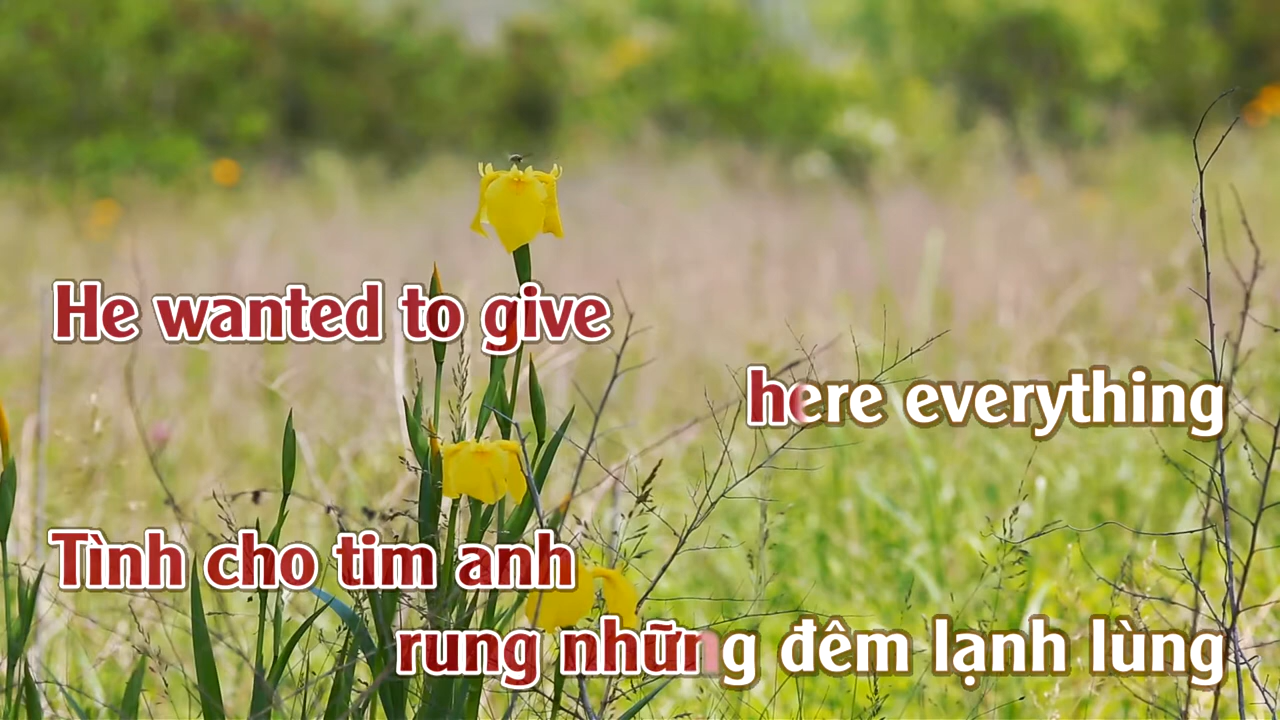 He wanted to give
here everything
Tình cho tim anh
rung những đêm lạnh lùng